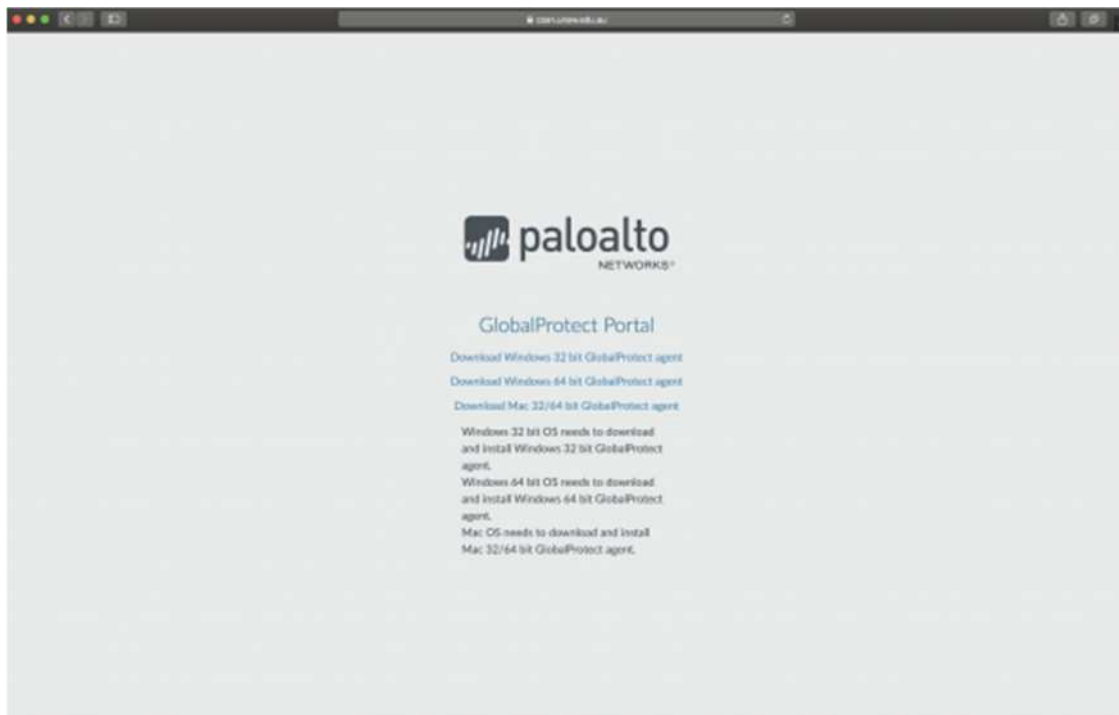 paloalto
NETWORKS®
GlobalProtect Portal
Download Windows 32 bit GlobalProtect agent
Download Windows 64 bit GlobalProtect agent
Download Mac 32/64 bit GlobalProtect agent
Windows 32 bit OS needs to download
and install Windows 32 bit GlobalProtect
agent.
Windows 64 bit OS needs to download
and install Windows 64 bit GlobalProtect
agent.
Mac OS needs to download and install
Mac 32/64 bit GlobalProtect agent.